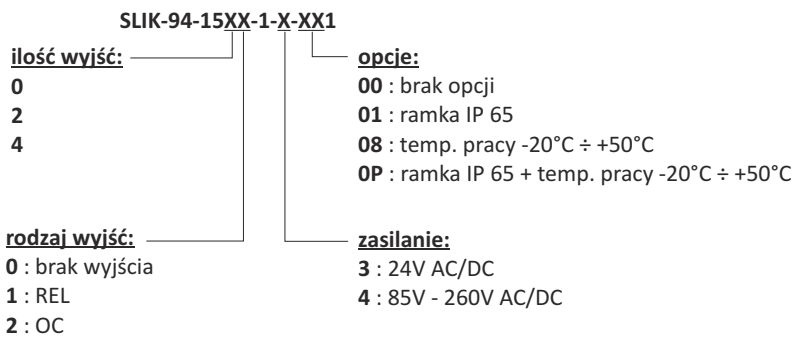 SLIK-94-15XX-1-X-XX1
ilość wyjść:
0
2
4
opcje:
00 : brak opcji
01 : ramka IP 65
08 : temp. pracy -20°C ÷ +50°C
0P : ramka IP 65 + temp. pracy -20°C ÷ +50°C
rodzaj wyjść:
0 : brak wyjścia
1 : REL
2 : OC
zasilanie:
3 : 24V AC/DC
4 : 85V - 260V AC/DC